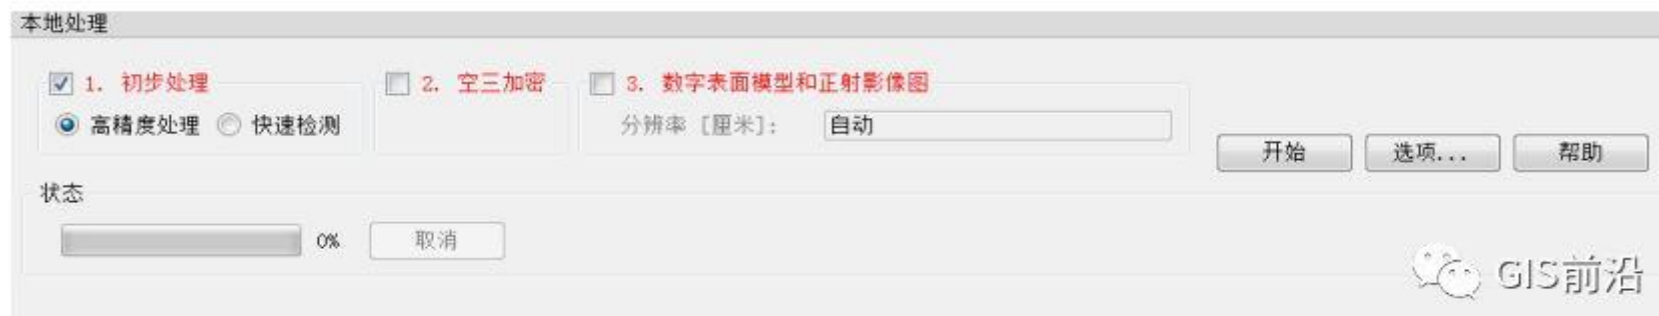 本地处理
1. 初步处理 2. 空三加密 3. 数字表面模型和正射影像图
高精度处理 快速检测 分辨率 [厘米]: 自动
开始 选项... 帮助
状态
0% 取消
GIS前沿